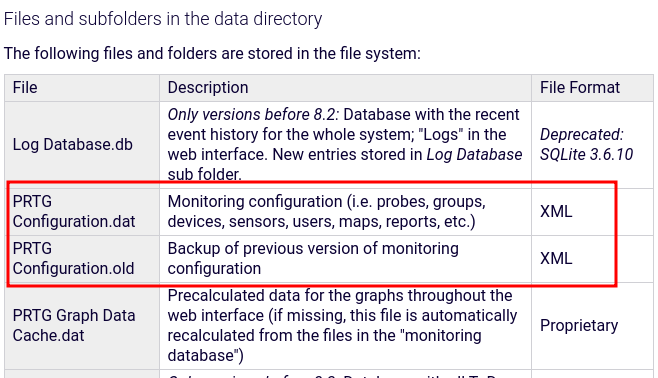 Files and subfolders in the data directory
The following files and folders are stored in the file system:
File Description File Format
Log Database.db
Only versions before 8.2: Database with the recent
event history for the whole system; "Logs" in the
web interface. New entries stored in Log Database
sub folder.
Deprecated:
SQLite 3.6.10
PRTG
Configuration.dat
Monitoring configuration (i.e. probes, groups,
devices, sensors, users, maps, reports, etc.)
XML
PRTG
Configuration.old
Backup of previous version of monitoring
configuration
XML
PRTG Graph Data
Cache.dat
Precalculated data for the graphs throughout the
web interface (if missing, this file is automatically
recalculated from the files in the "monitoring
database")
Proprietary